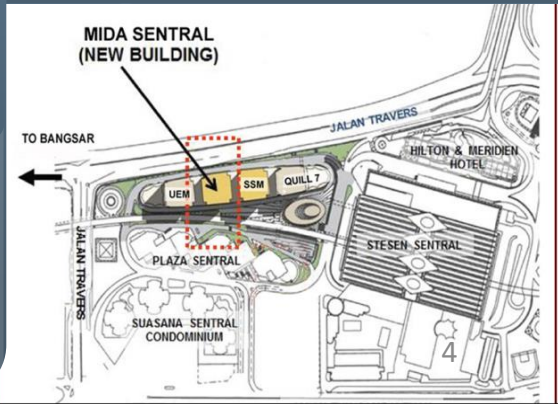 MIDA SENTRAL
(NEW BUILDING)
JALAN TRAVERS
TO BANGSAR
HILTON & MERIDIEN
HOTEL
UEM
SSM
QUILL 7
STESEN SENTRAL
JALAN TRAVERS
PLAZA SENTRAL
SUASANA SENTRAL
CONDOMINIUM
4